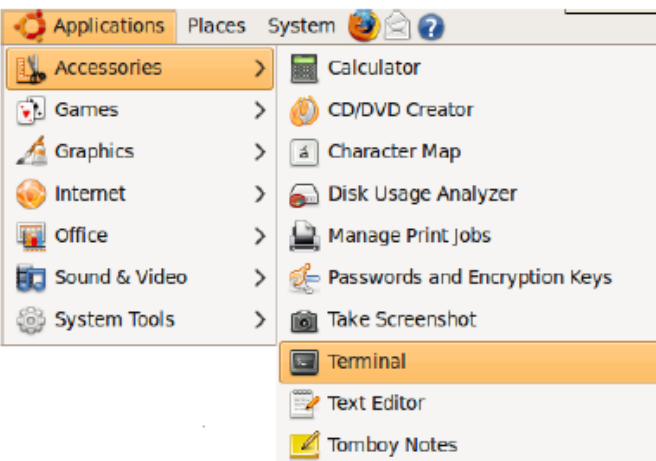 Applications Places System
Accessories
Games
Graphics
Internet
Office
Sound & Video
System Tools
Calculator
CD/DVD Creator
Character Map
Disk Usage Analyzer
Manage Print Jobs
Passwords and Encryption Keys
Take Screenshot
Terminal
Text Editor
Tomboy Notes